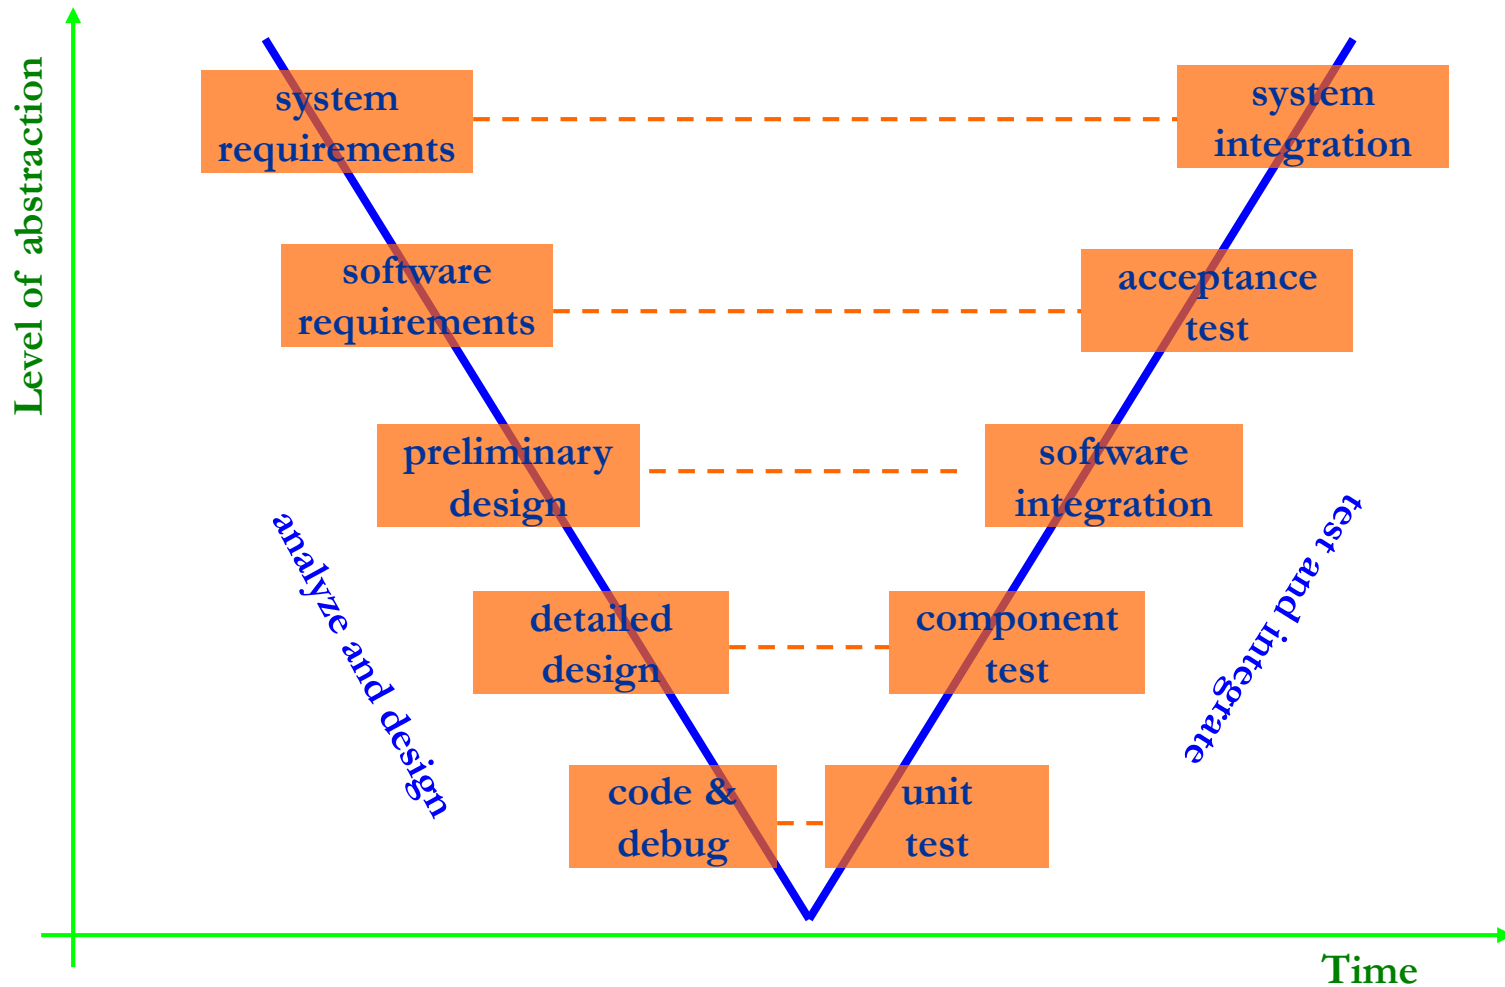 Level of abstraction
system
requirements
system
integration
software
requirements
acceptance
test
preliminary
design
software
integration
analyze and design
test and integrate
detailed
design
component
test
code &
debug
unit
test
Time